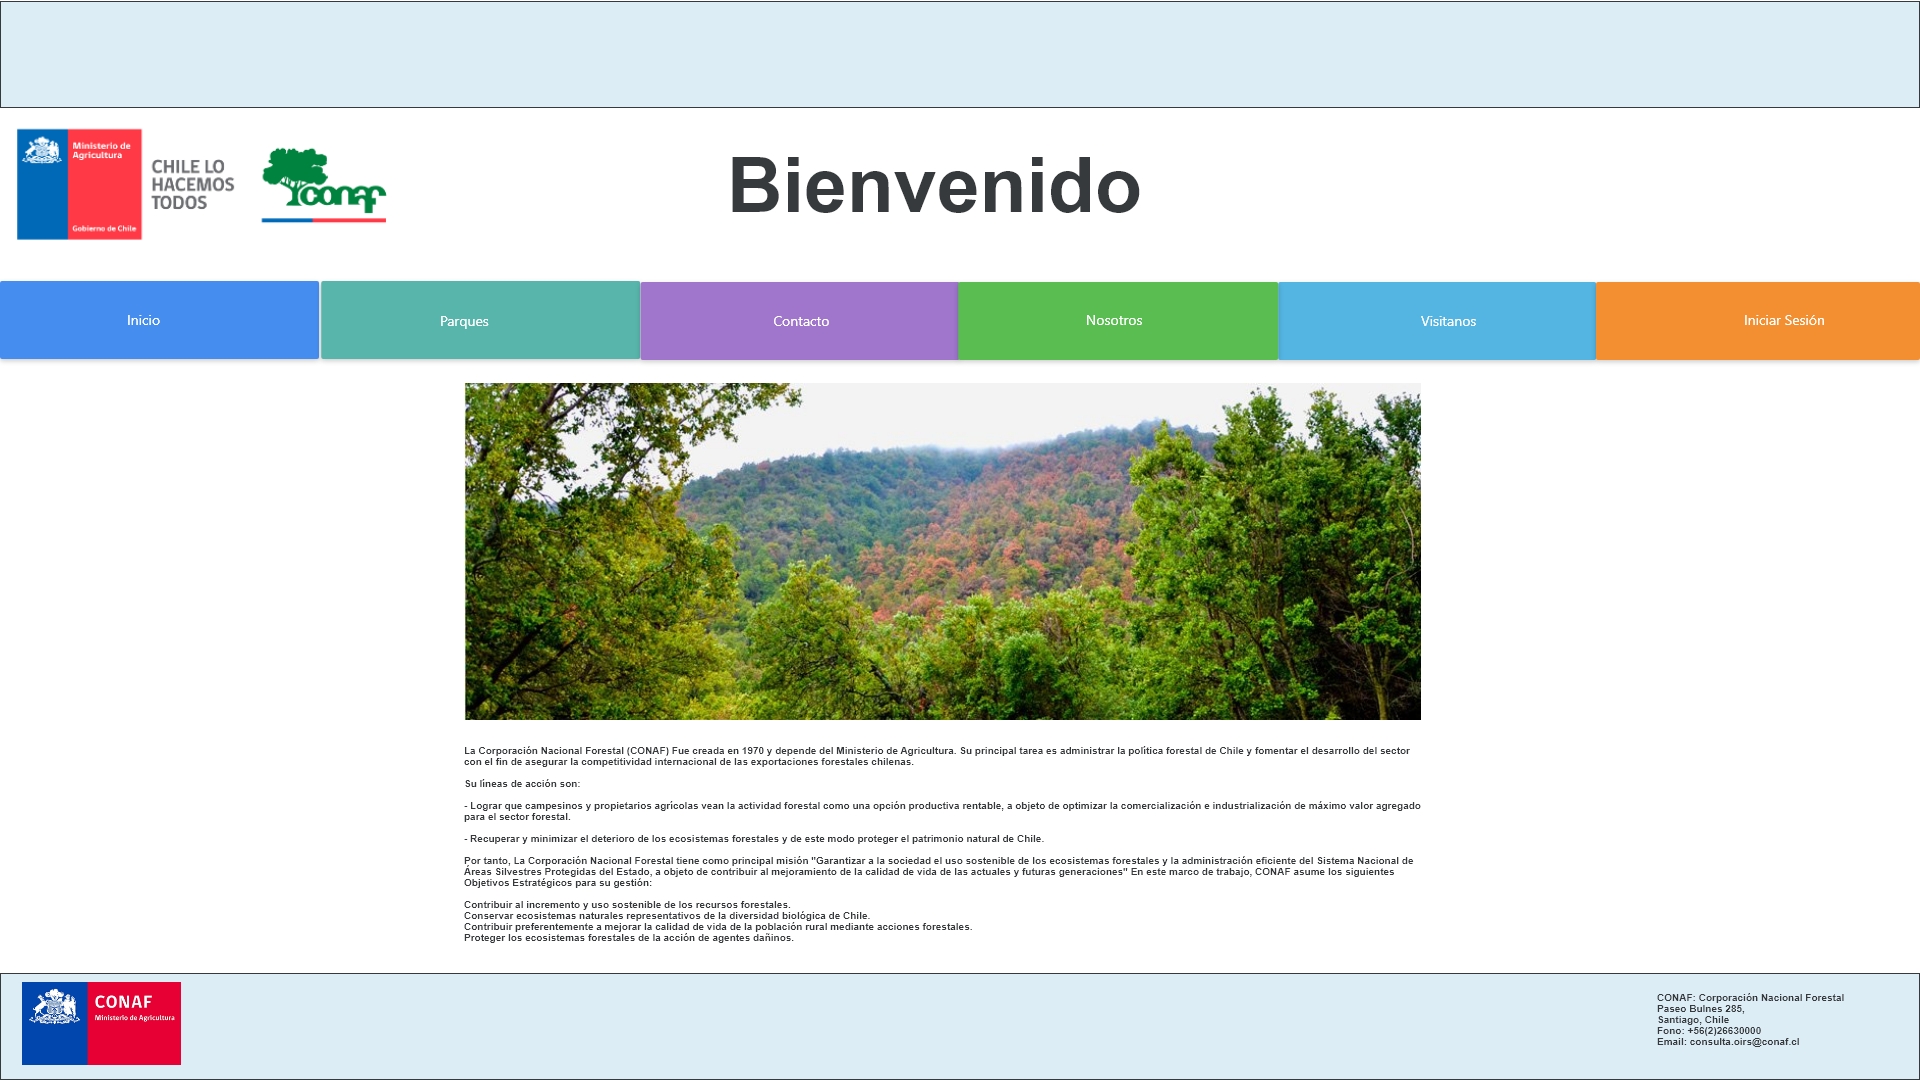 Ministerio de
Agricultura
CHILE LO
HACEMOS
TODOS
Gobierno de Chile
conaf
Bienvenido
Inicio
Parques
Contacto
Nosotros
Visitanos
Iniciar Sesión
La Corporación Nacional Forestal (CONAF) Fue creada en 1970 y depende del Ministerio de Agricultura. Su principal tarea es administrar la política forestal de Chile y fomentar el desarrollo del sector
con el fin de asegurar la competitividad internacional de las exportaciones forestales chilenas.
Su líneas de acción son:
- Lograr que campesinos y propietarios agrícolas vean la actividad forestal como una opción productiva rentable, a objeto de optimizar la comercialización e industrialización de máximo valor agregado
para el sector forestal.
- Recuperar y minimizar el deterioro de los ecosistemas forestales y de este modo proteger el patrimonio natural de Chile.
Por tanto, La Corporación Nacional Forestal tiene como principal misión "Garantizar a la sociedad el uso sostenible de los ecosistemas forestales y la administración eficiente del Sistema Nacional de
Áreas Silvestres Protegidas del Estado, a objeto de contribuir al mejoramiento de la calidad de vida de las actuales y futuras generaciones" En este marco de trabajo, CONAF asume los siguientes
Objetivos Estratégicos para su gestión:
Contribuir al incremento y uso sostenible de los recursos forestales.
Conservar ecosistemas naturales representativos de la diversidad biológica de Chile.
Contribuir preferentemente a mejorar la calidad de vida de la población rural mediante acciones forestales.
Proteger los ecosistemas forestales de la acción de agentes dañinos.
CONAF
Ministerio de Agricultura
CONAF: Corporación Nacional Forestal
Paseo Bulnes 285,
Santiago, Chile
Fono: +56(2)26630000
Email: consulta.oirs@conaf.cl